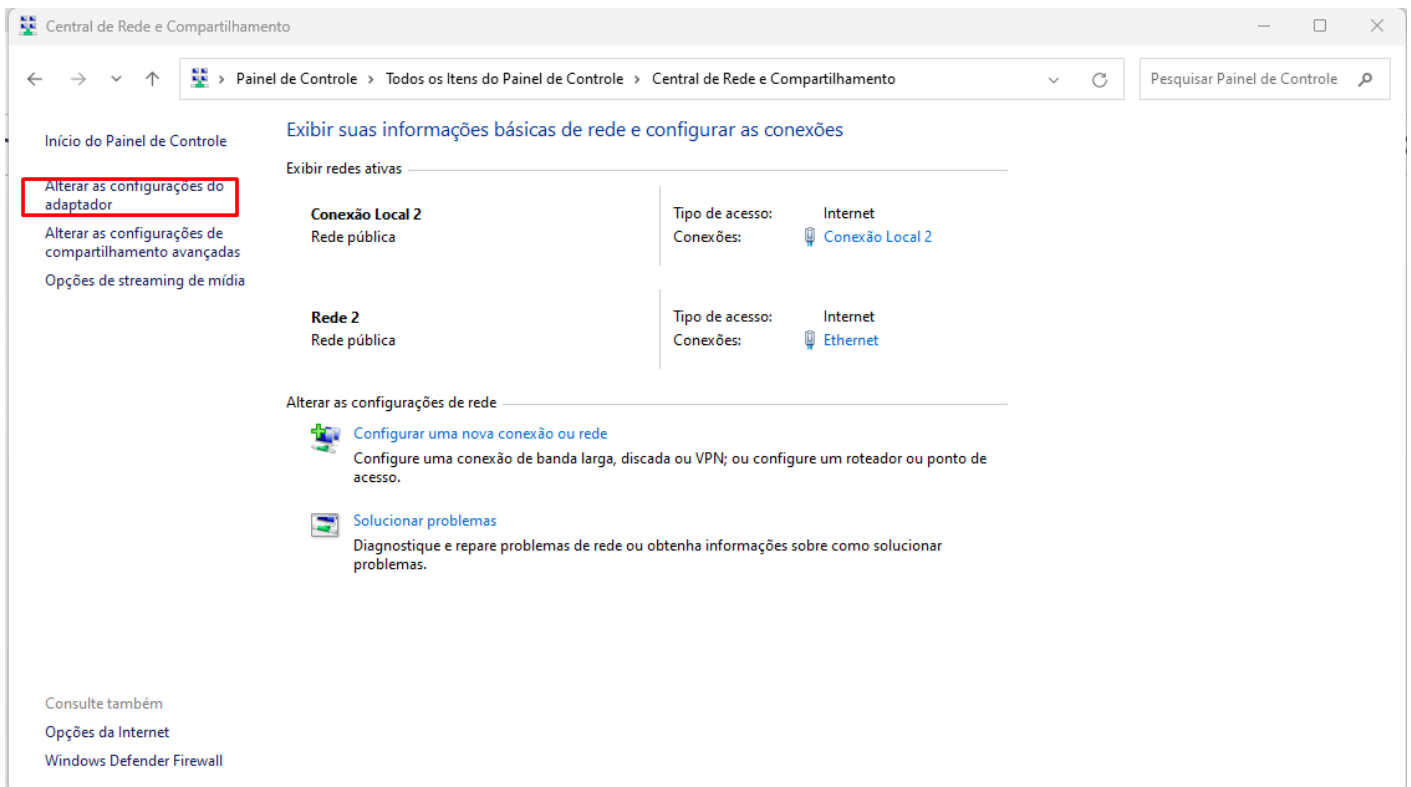 Central de Rede e Compartilhamento
Painel de Controle > Todos os Itens do Painel de Controle > Central de Rede e Compartilhamento
Pesquisar Painel de Controle
Início do Painel de Controle
Alterar as configurações do
adaptador
Alterar as configurações de
compartilhamento avançadas
Opções de streaming de mídia
Exibir suas informações básicas de rede e configurar as conexões
Exibir redes ativas
Conexão Local 2
Rede pública
Tipo de acesso: Internet
Conexões: Conexão Local 2
Rede 2
Rede pública
Tipo de acesso: Internet
Conexões: Ethernet
Alterar as configurações de rede
Configurar uma nova conexão ou rede
Configure uma conexão de banda larga, discada ou VPN; ou configure um roteador ou ponto de
acesso.
Solucionar problemas
Diagnostique e repare problemas de rede ou obtenha informações sobre como solucionar
problemas.
Consulte também
Opções da Internet
Windows Defender Firewall